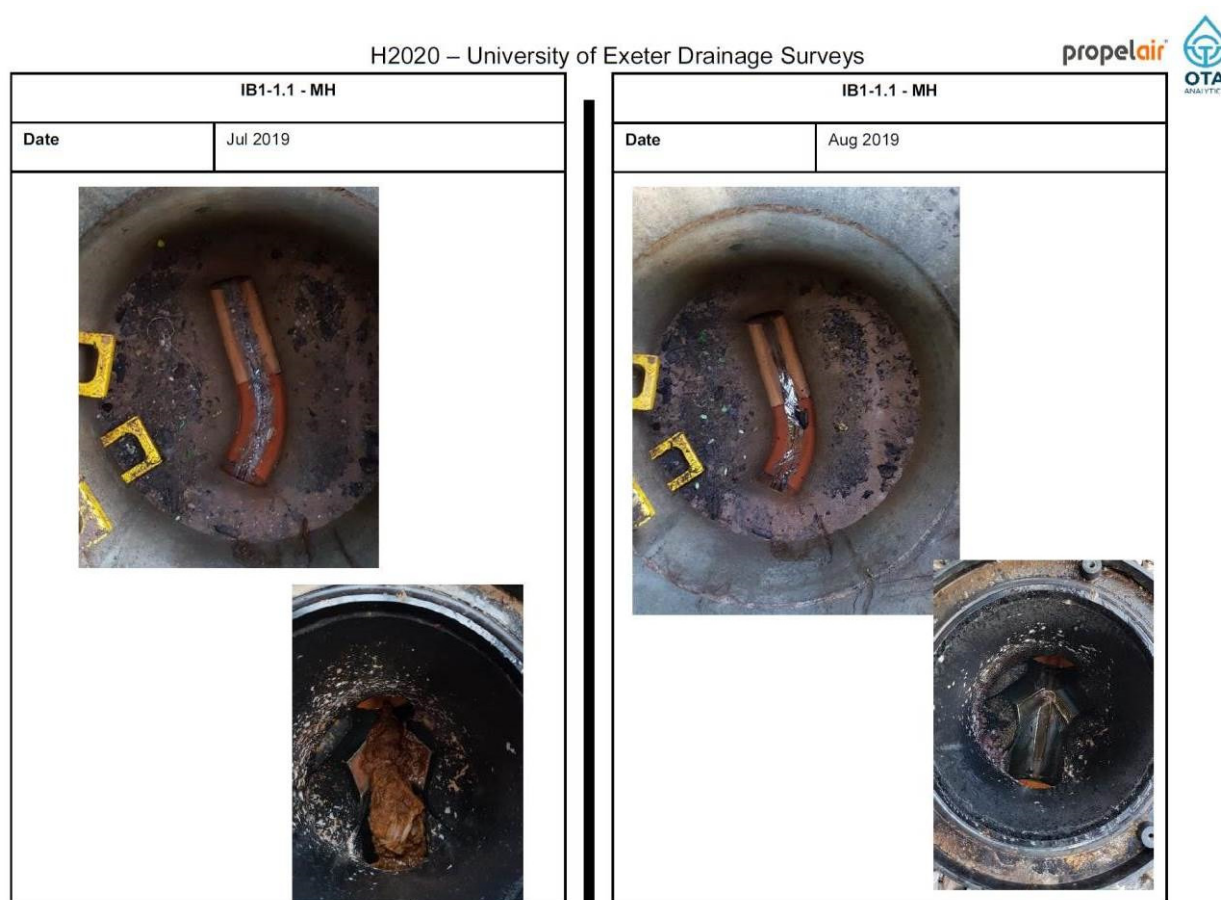 H2020 – University of Exeter Drainage Surveys
propelair
OTA
ANALYTIC
IB1-1.1 - MH
Date
Jul 2019
IB1-1.1 - MH
Date
Aug 2019